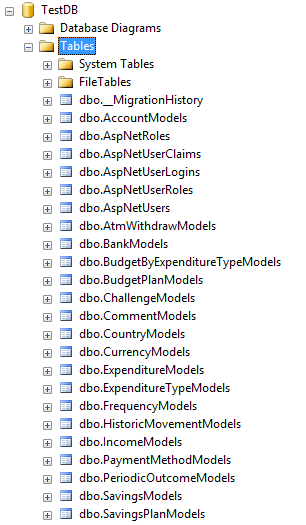 TestDB
Database Diagrams
Tables
System Tables
FileTables
dbo.__MigrationHistory
dbo.AccountModels
dbo.AspNetRoles
dbo.AspNetUserClaims
dbo.AspNetUserLogins
dbo.AspNetUserRoles
dbo.AspNetUsers
dbo.AtmWithdrawModels
dbo.BankModels
dbo.BudgetByExpenditureTypeModels
dbo.BudgetPlanModels
dbo.ChallengeModels
dbo.CommentModels
dbo.CountryModels
dbo.CurrencyModels
dbo.ExpenditureModels
dbo.ExpenditureTypeModels
dbo.FrequencyModels
dbo.HistoricMovementModels
dbo.IncomeModels
dbo.PaymentMethodModels
dbo.PeriodicOutcomeModels
dbo.SavingsModels
dbo.SavingsPlanModels